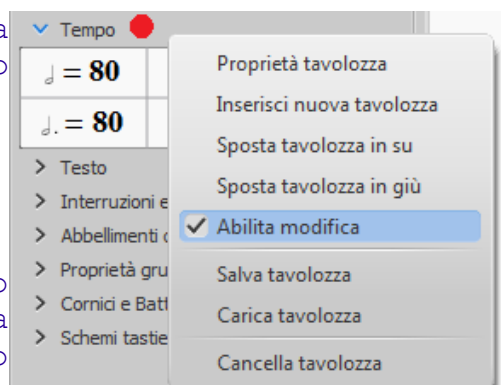 a
Tempo
o
= 80
. = 80
Testo
Interruzioni e
Abbellimenti
Proprietà gru
o
Cornici e Batt
a
Schemi tastie
o
Proprietà tavolozza
Inserisci nuova tavolozza
Sposta tavolozza in su
Sposta tavolozza in giù
Abilita modifica
Salva tavolozza
Carica tavolozza
Cancella tavolozza